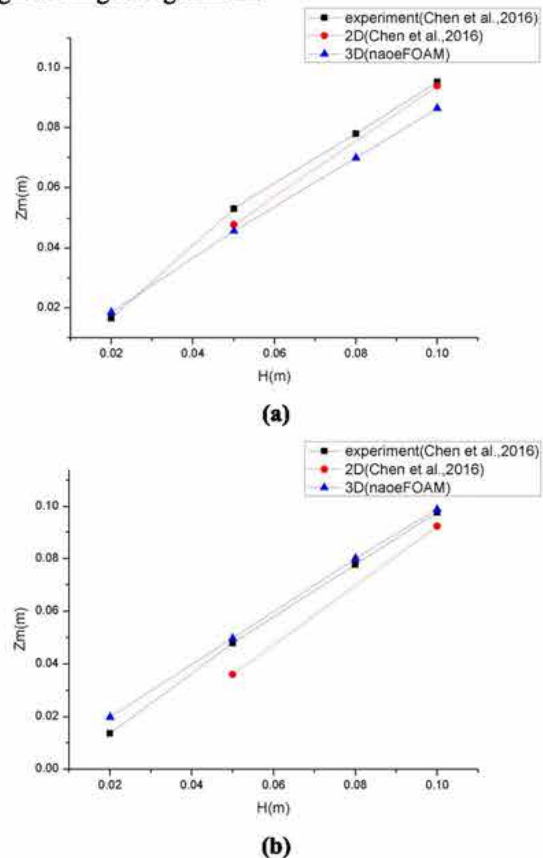 experiment(Chen et al.,2016)
2D(Chen et al.,2016)
3D(naoeFOAM)
0.10
0.08
0.06
0.04
0.02
Zm(m)
0.02 0.04 0.06 0.08 0.10
H(m)
(a)
experiment(Chen et al.,2016)
2D(Chen et al.,2016)
3D(naoeFOAM)
0.10
0.08
0.06
0.04
0.02
0.00
Zm(m)
0.02 0.04 0.06 0.08 0.10
H(m)
(b)